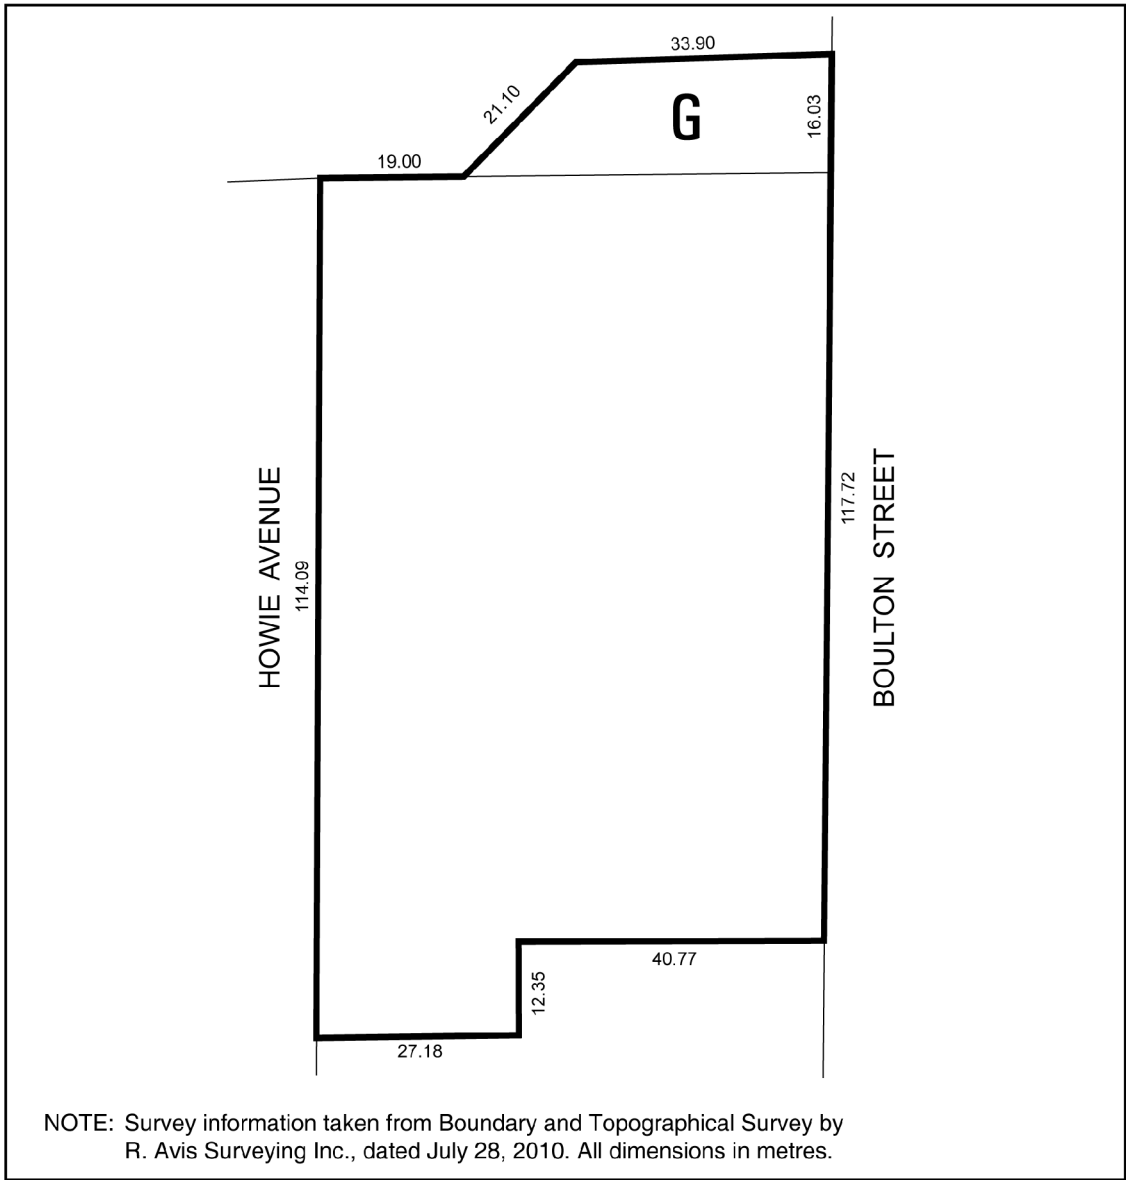 33.90
21.10
G
16.03
19.00
HOWIE AVENUE
114.09
117.72
BOULTON STREET
40.77
12.35
27.18
NOTE: Survey information taken from Boundary and Topographical Survey by
R. Avis Surveying Inc., dated July 28, 2010. All dimensions in metres.